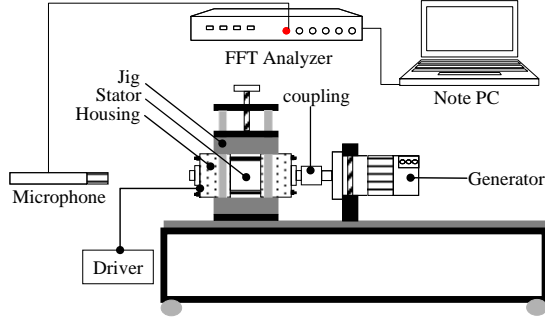 FFT Analyzer
Note PC
Jig
Stator
Housing
coupling
Microphone
Generator
Driver